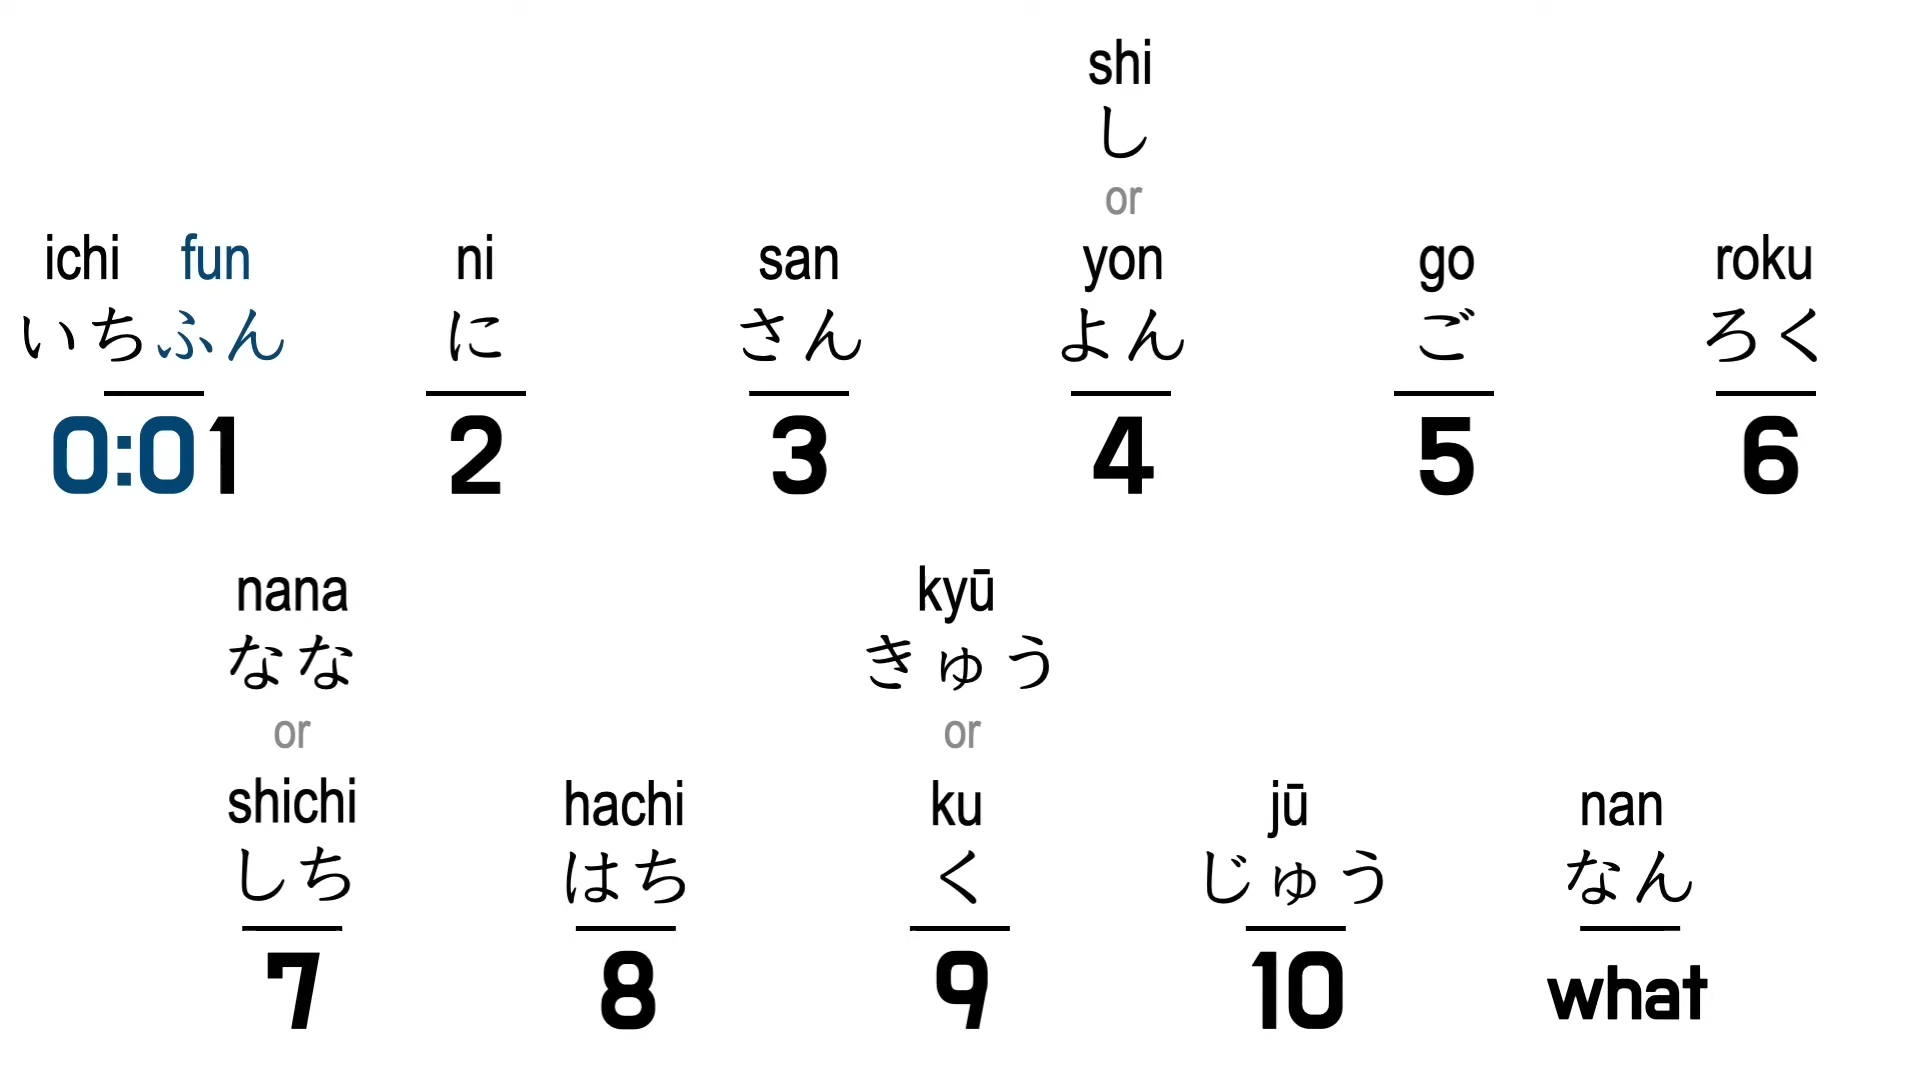 shi
し
or
ichi fun
いちふん
0:01
ni
に
2
san
さん
3
yon
よん
4
go
ご
5
roku
ろく
6
nana
なな
or
shichi
しち
7
hachi
はち
8
kyū
きゅう
or
ku
く
9
jū
じゅう
10
nan
なん
what